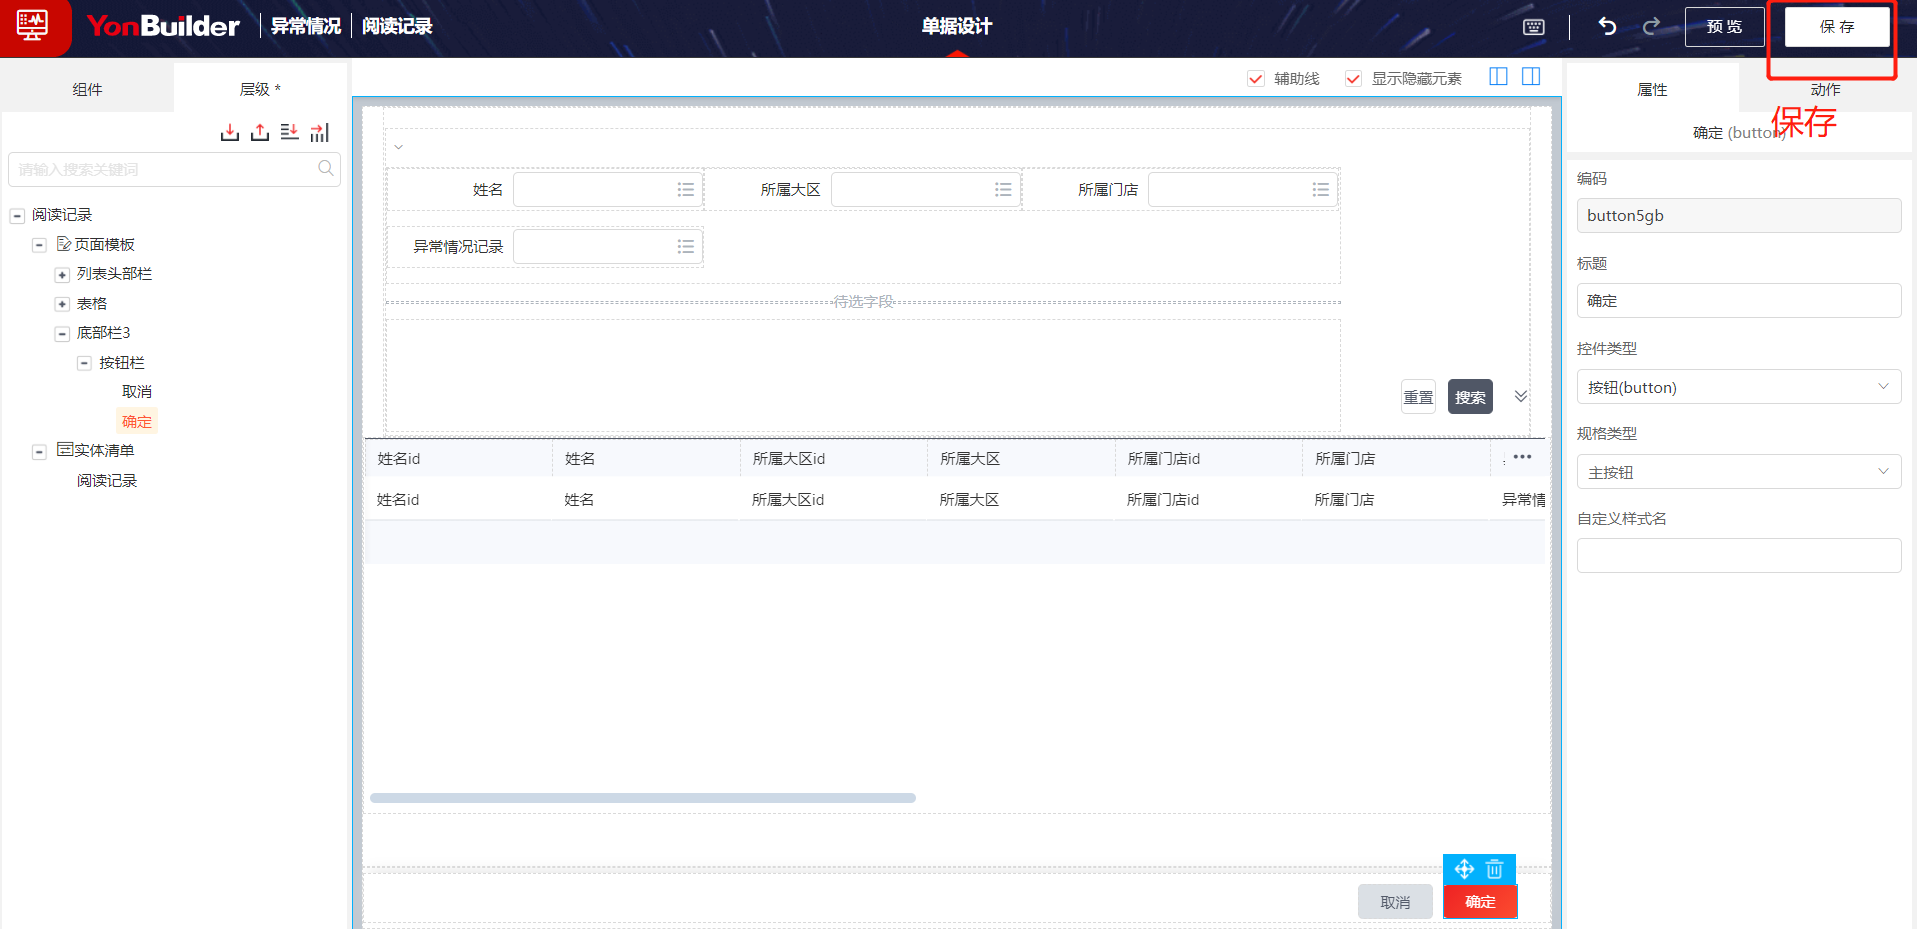 YonBuilder 异常情况 阅读记录 单据设计 预 览 保 存
组件 层级 * 辅助线 显示隐藏元素 属性 动作
保存
确定 (button)
请输入搜索关键词
阅读记录
页面模板
列表头部栏
表格
底部栏3
按钮栏
取消
确定
实体清单
阅读记录
姓名 所属大区 所属门店
异常情况记录
待选字段
重置 搜索
姓名id 姓名 所属大区id 所属大区 所属门店id 所属门店
姓名id 姓名 所属大区id 所属大区 所属门店id 所属门店 异常情
取消 确定
编码
button5gb
标题
确定
控件类型
按钮(button)
规格类型
主按钮
自定义样式名